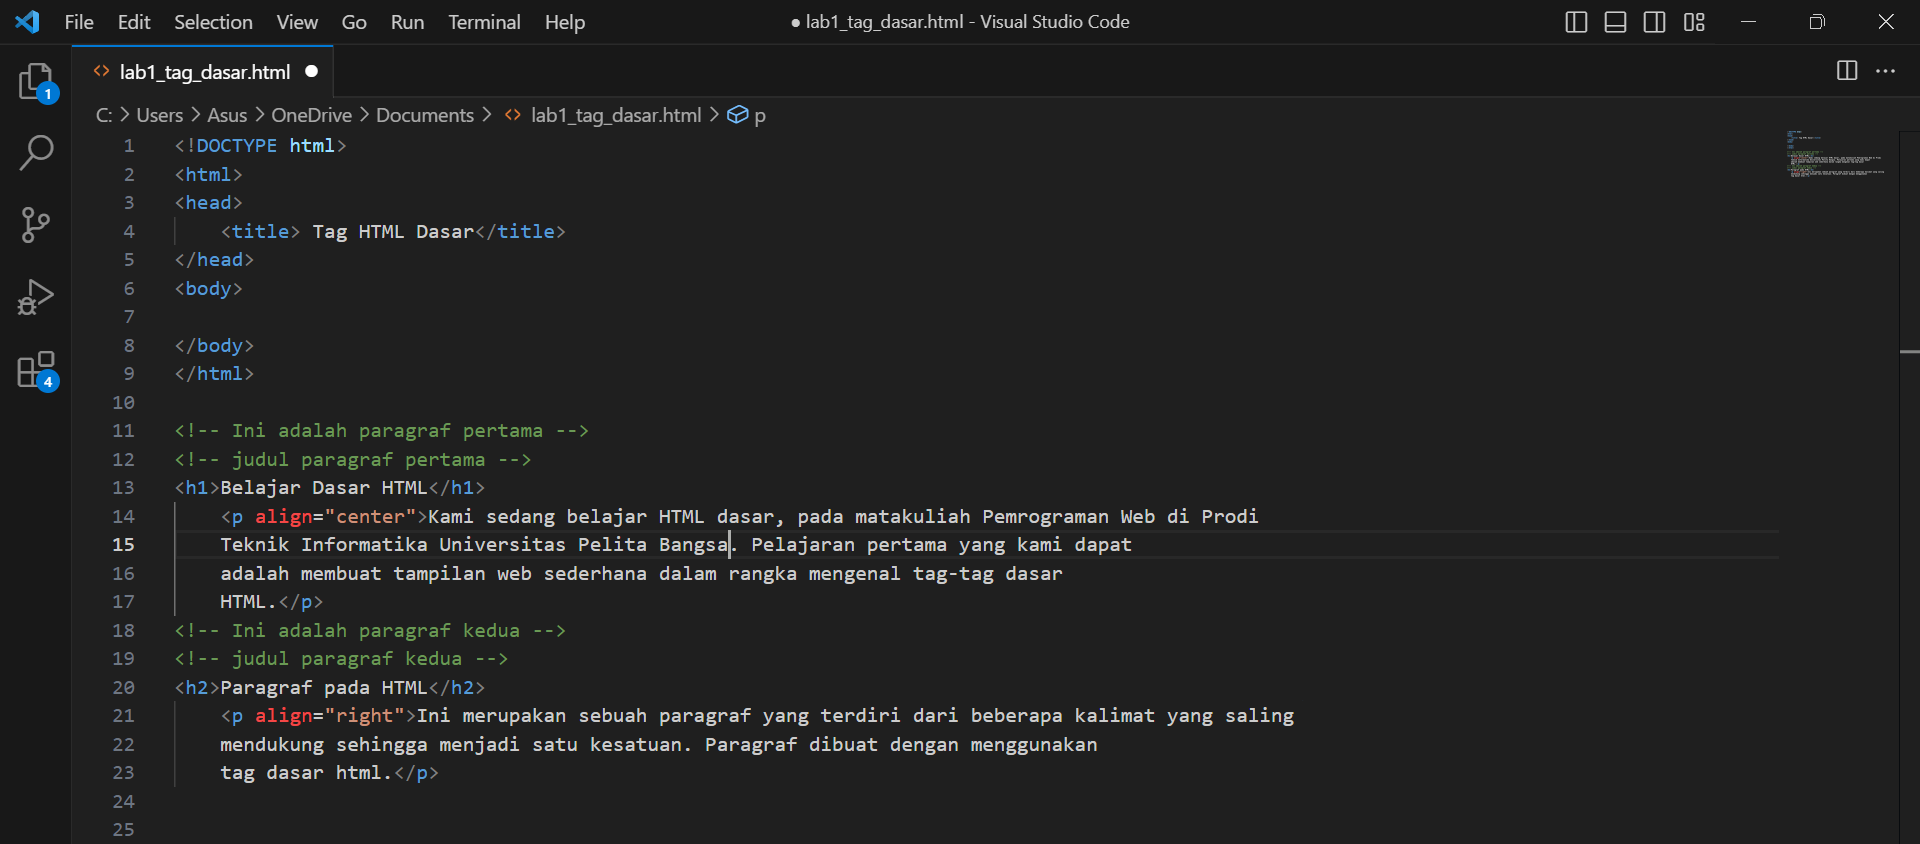 File Edit Selection View Go Run Terminal Help
● lab1_tag_dasar.html - Visual Studio Code
lab1_tag_dasar.html ●
1
C: > Users > Asus > OneDrive > Documents > <> lab1_tag_dasar.html > p
1 <!DOCTYPE html>
2 <html>
3 <head>
4     <title> Tag HTML Dasar</title>
5 </head>
6 <body>
7
8 </body>
9 </html>
10
11 <!-- Ini adalah paragraf pertama -->
12 <!-- judul paragraf pertama -->
13 <h1>Belajar Dasar HTML</h1>
14     <p align="center">Kami sedang belajar HTML dasar, pada matakuliah Pemrograman Web di Prodi
15     Teknik Informatika Universitas Pelita Bangsa. Pelajaran pertama yang kami dapat
16     adalah membuat tampilan web sederhana dalam rangka mengenal tag-tag dasar
17     HTML.</p>
18 <!-- Ini adalah paragraf kedua -->
19 <!-- judul paragraf kedua -->
20 <h2>Paragraf pada HTML</h2>
21     <p align="right">Ini merupakan sebuah paragraf yang terdiri dari beberapa kalimat yang saling
22     mendukung sehingga menjadi satu kesatuan. Paragraf dibuat dengan menggunakan
23     tag dasar html.</p>
24
25
4